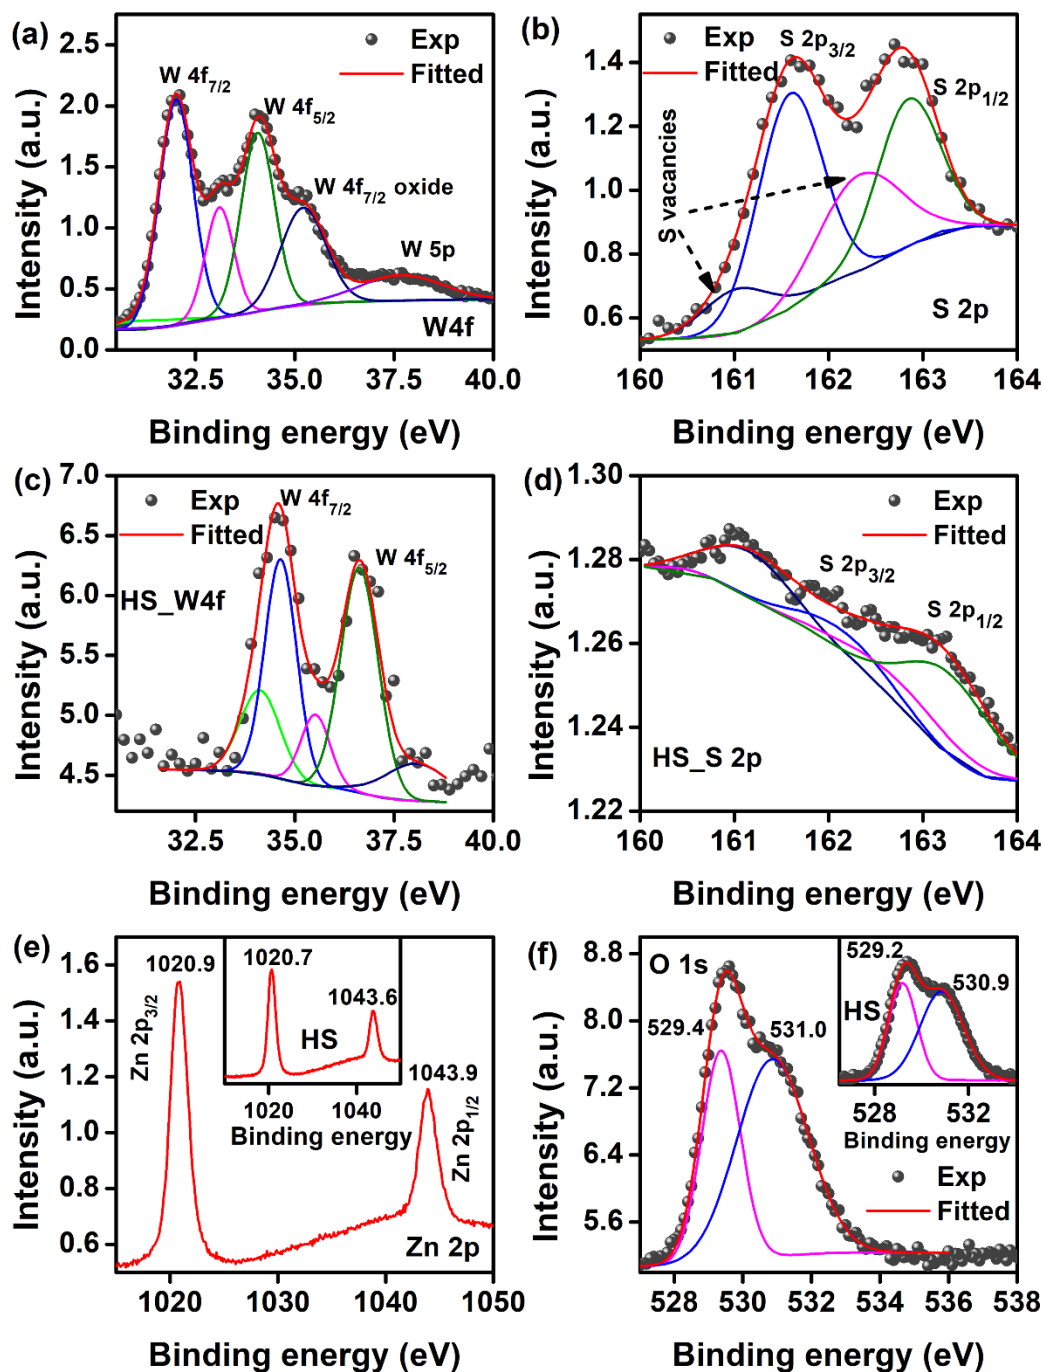 (a)
Exp
Fitted
W 4f7/2
W 4f5/2
W 4f7/2 oxide
W 5p
W4f
2.5
2.0
1.5
1.0
0.5
0.0
32.5 35.0 37.5 40.0
Intensity (a.u.)
Binding energy (eV)
(b)
Exp
Fitted
S 2p3/2
S 2p1/2
S vacancies
S 2p
1.4
1.2
1.0
0.8
0.6
160 161 162 163 164
Intensity (a.u.)
Binding energy (eV)
(c)
Exp
Fitted
W 4f7/2
W 4f5/2
HS_W4f
7.0
6.5
6.0
5.5
5.0
4.5
32.5 35.0 37.5 40.0
Intensity (a.u.)
Binding energy (eV)
(d)
Exp
Fitted
S 2p3/2
S 2p1/2
HS_S 2p
1.30
1.28
1.26
1.24
1.22
160 161 162 163 164
Intensity (a.u.)
Binding energy (eV)
(e)
1020.9
Zn 2p3/2
1020.7
1043.6
HS
1020 1040
Binding energy
1043.9
Zn 2p1/2
Zn 2p
1.6
1.4
1.2
1.0
0.8
0.6
1020 1030 1040 1050
Intensity (a.u.)
Binding energy (eV)
(f)
O 1s
529.4
531.0
529.2
530.9
HS
528 532
Binding energy
Exp
Fitted
8.8
8.0
7.2
6.4
5.6
528 530 532 534 536 538
Intensity (a.u.)
Binding energy (eV)